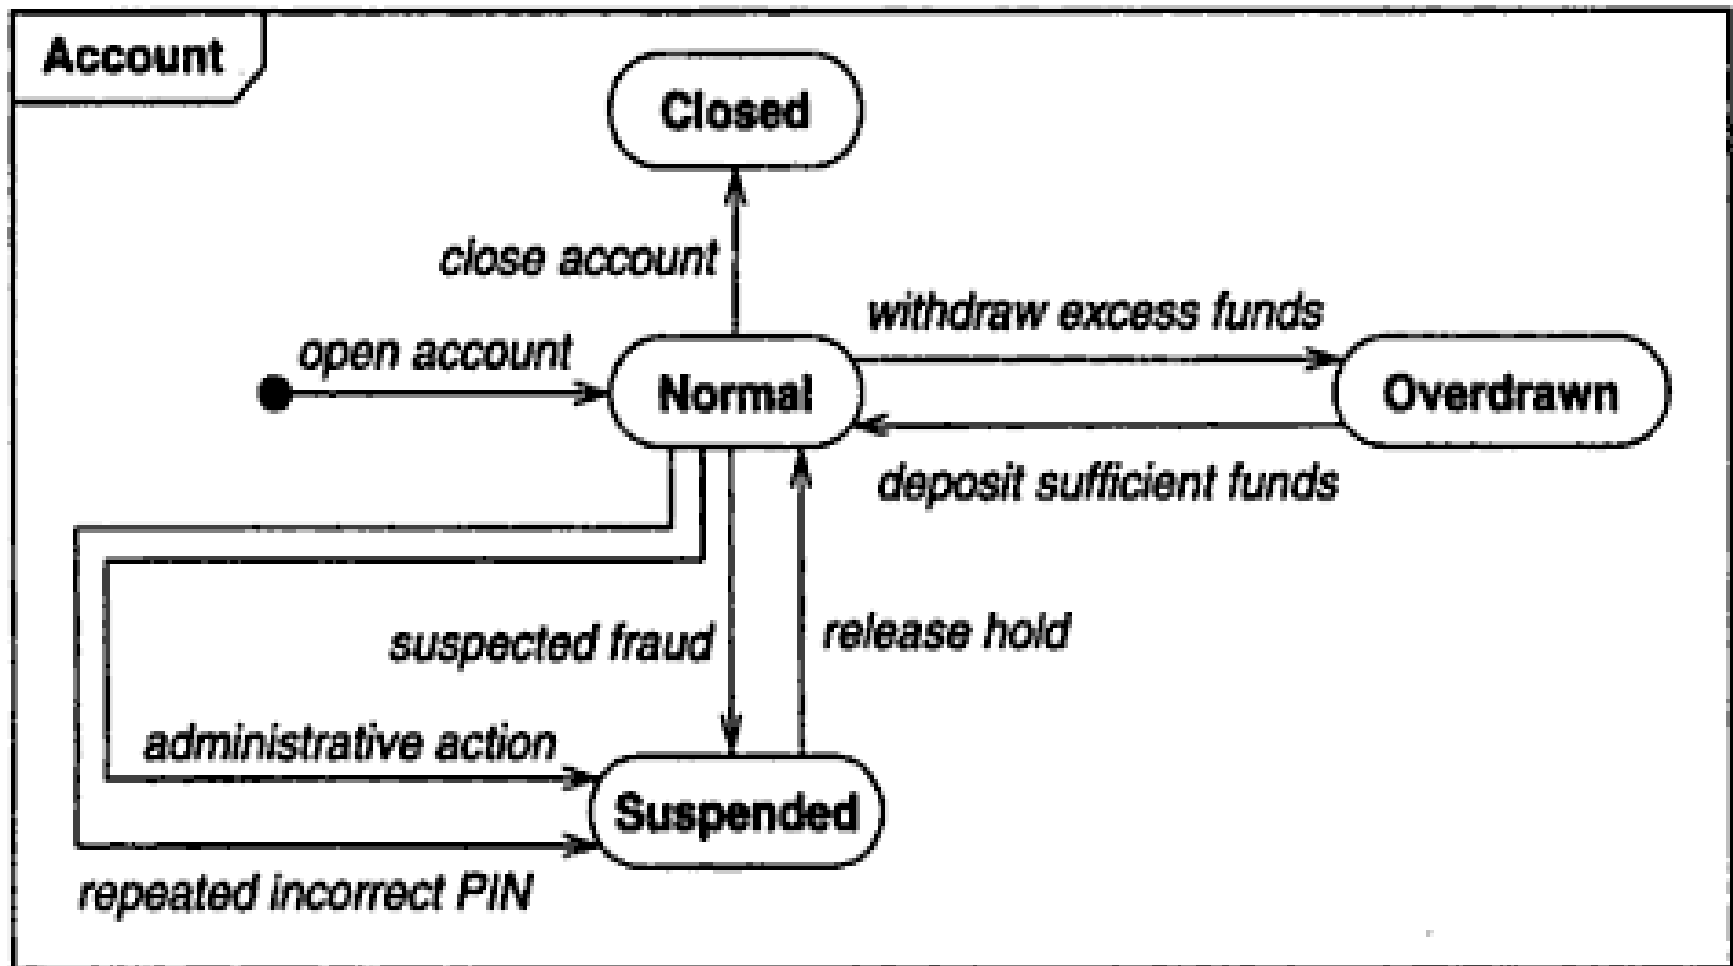 Account
Closed
close account
withdraw excess funds
open account
Normal
Overdrawn
deposit sufficient funds
suspected fraud
release hold
administrative action
Suspended
repeated incorrect PIN